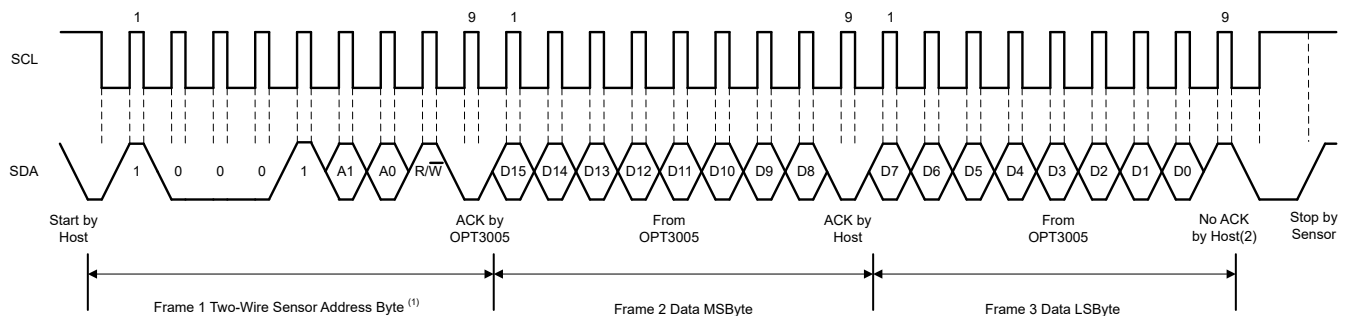 1 9 1 9 1 9
SCL
SDA
1 0 0 0 1 A1 A0 R/W̅ D15 D14 D13 D12 D11 D10 D9 D8 D7 D6 D5 D4 D3 D2 D1 D0
Start by
Host
ACK by
OPT3005
From
OPT3005
ACK by
Host
From
OPT3005
No ACK
by Host(2)
Stop by
Sensor
Frame 1 Two-Wire Sensor Address Byte (1)
Frame 2 Data MSByte
Frame 3 Data LSByte